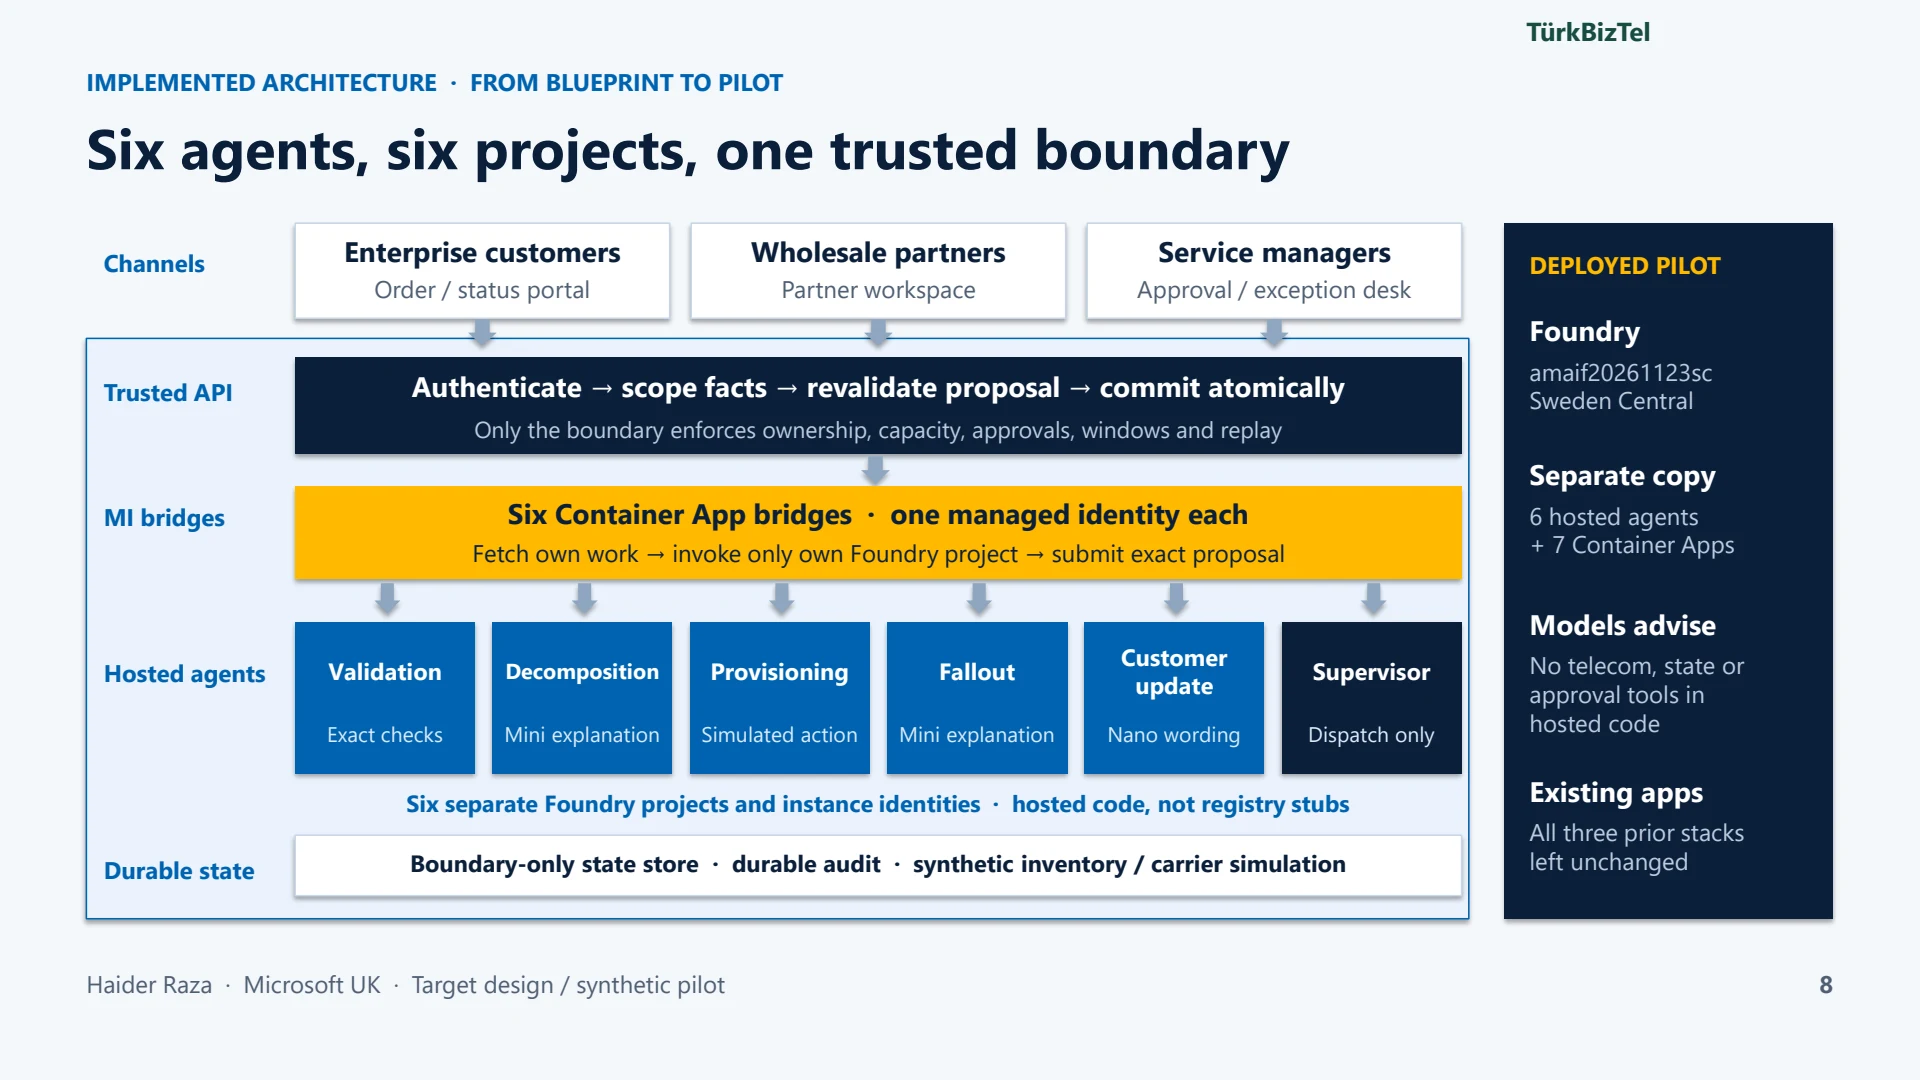 TürkBizTel
IMPLEMENTED ARCHITECTURE · FROM BLUEPRINT TO PILOT
Six agents, six projects, one trusted boundary
Channels
Enterprise customers
Order / status portal
Wholesale partners
Partner workspace
Service managers
Approval / exception desk
Trusted API
Authenticate → scope facts → revalidate proposal → commit atomically
Only the boundary enforces ownership, capacity, approvals, windows and replay
MI bridges
Six Container App bridges · one managed identity each
Fetch own work → invoke only own Foundry project → submit exact proposal
Hosted agents
Validation
Exact checks
Decomposition
Mini explanation
Provisioning
Simulated action
Fallout
Mini explanation
Customer
update
Nano wording
Supervisor
Dispatch only
Six separate Foundry projects and instance identities · hosted code, not registry stubs
Durable state
Boundary-only state store · durable audit · synthetic inventory / carrier simulation
DEPLOYED PILOT
Foundry
amaif20261123sc
Sweden Central
Separate copy
6 hosted agents
+ 7 Container Apps
Models advise
No telecom, state or
approval tools in
hosted code
Existing apps
All three prior stacks
left unchanged
Haider Raza · Microsoft UK · Target design / synthetic pilot
8